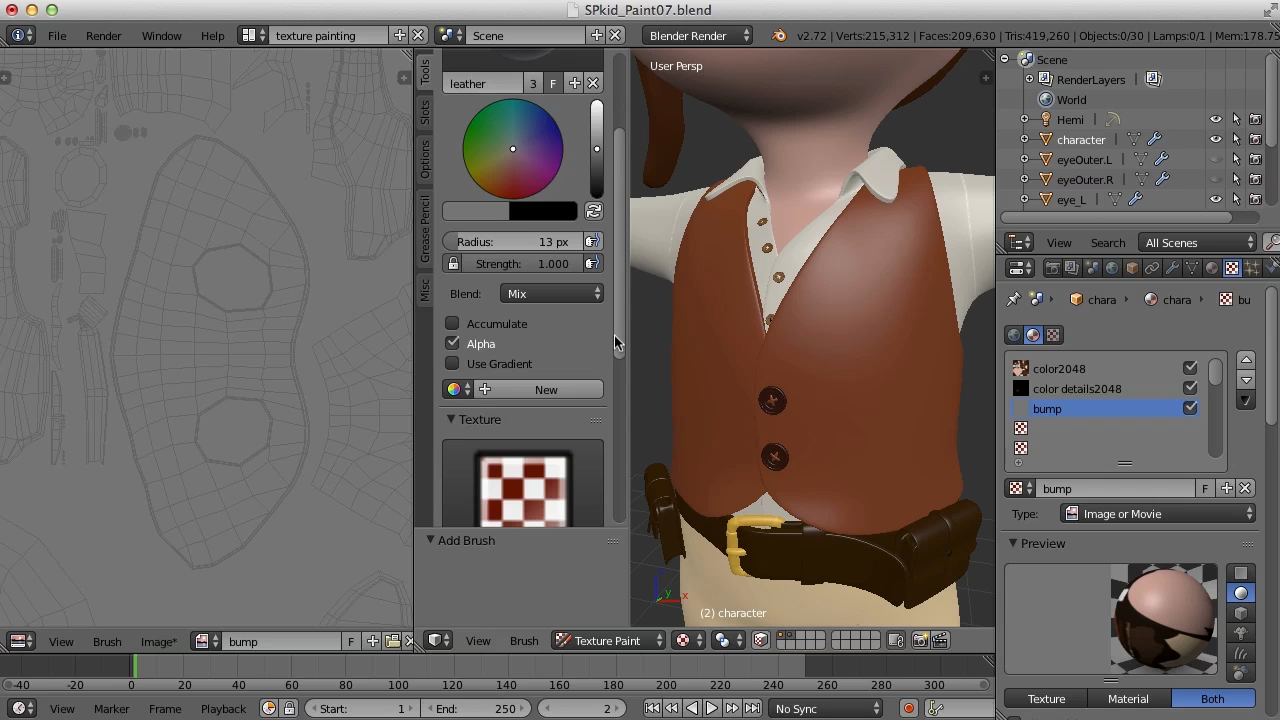 SPkid_Paint07.blend
File Render Window Help texture painting Scene Blender Render v2.72 | Verts:215,312 | Faces:209,630 | Tris:419,260 | Objects:0/30 | Lamps:0/1 | Mem:178.75
Tools
Slots
Options
Grease Pencil
Misc
leather 3 F
Radius: 13 px
Strength: 1.000
Blend: Mix
Accumulate
Alpha
Use Gradient
New
Texture
Add Brush
User Persp
x
y
(2) character
Scene
RenderLayers
World
Hemi
character
eyeOuter.L
eyeOuter.R
eye_L
View Search All Scenes
chara chara bu
color2048
color details2048
bump
bump F
Type: Image or Movie
Preview
Texture Material Both
View Brush Image* bump F
View Brush Texture Paint
-40 -20 0 20 40 60 80 100 120 140 160 180 200 220 240 260 280 300
View Marker Frame Playback Start: 1 End: 250 2 No Sync